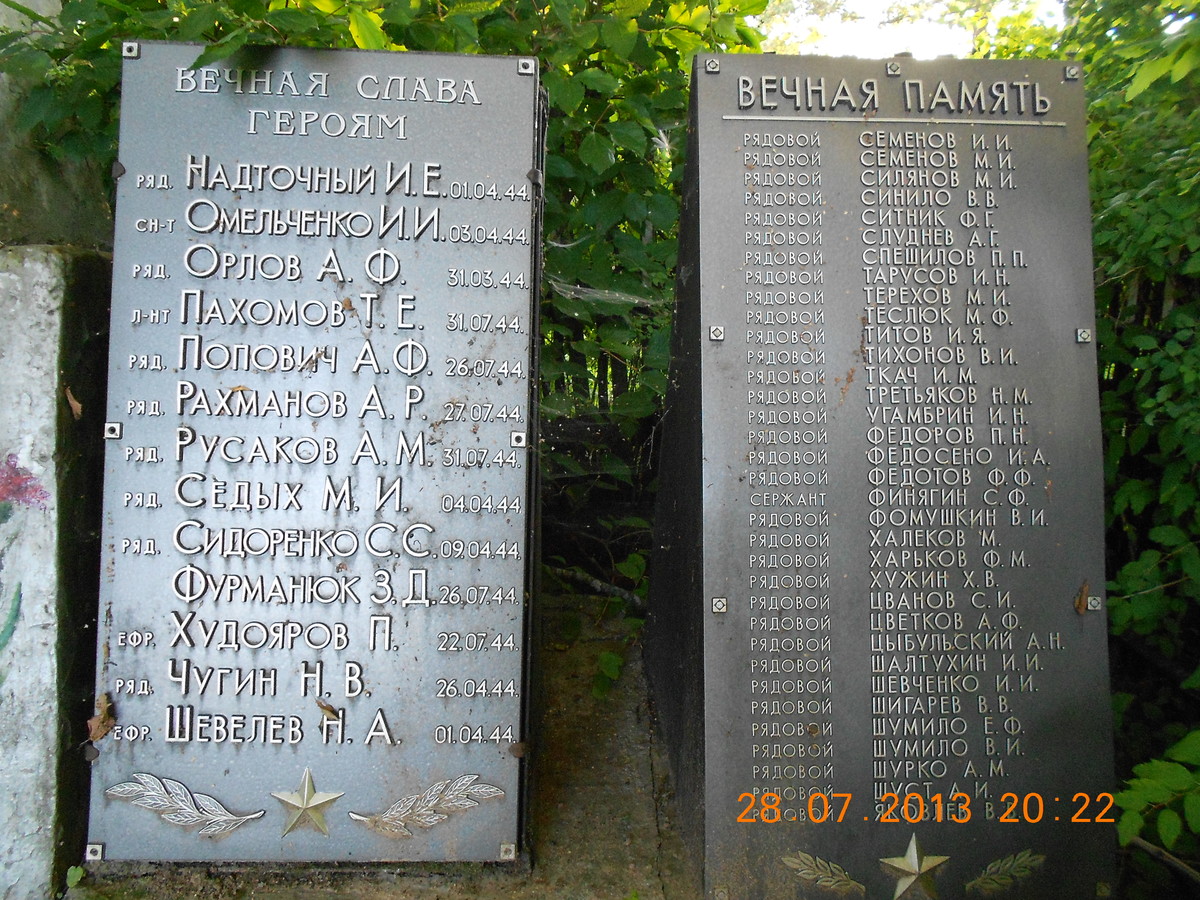 ВЕЧНАЯ СЛАВА
ГЕРОЯМ
РЯД. НАДТОЧНЫЙ И. Е. 01.04.44.
СН-Т ОМЕЛЬЧЕНКО И.И. 03.04.44.
РЯД. ОРЛОВ А. Ф. 31.03.44.
Л-НТ ПАХОМОВ Т. Е. 31.07.44.
РЯД. ПОПОВИЧ А.Ф. 26.07.44.
РЯД. РАХМАНОВ А. Р. 27.07.44.
РЯД. РУСАКОВ А. М. 31.07.44.
РЯД. СЕДЫХ М. И. 04.04.44.
РЯД. СИДОРЕНКО С.С. 09.04.44.
ФУРМАНЮК З.Д. 26.07.44.
ЕФР. ХУДОЯРОВ П. 22.07.44.
РЯД. ЧУГИН Н. В. 26.04.44.
ЕФР. ШЕВЕЛЕВ Н. А. 01.04.44.
ВЕЧНАЯ ПАМЯТЬ
РЯДОВОЙ СЕМЕНОВ И. И.
РЯДОВОЙ СЕМЕНОВ М. И.
РЯДОВОЙ СИЛЯНОВ М. И.
РЯДОВОЙ СИНИЛО В. В.
РЯДОВОЙ СИТНИК Ф. Г.
РЯДОВОЙ СЛУДНЕВ А. Г.
РЯДОВОЙ СПЕШИЛОВ П. П.
РЯДОВОЙ ТАРУСОВ И. Н.
РЯДОВОЙ ТЕРЕХОВ М. И.
РЯДОВОЙ ТЕСЛЮК М. Ф.
РЯДОВОЙ ТИТОВ И. Я.
РЯДОВОЙ ТИХОНОВ В. И.
РЯДОВОЙ ТКАЧ И. М.
РЯДОВОЙ ТРЕТЬЯКОВ Н. М.
РЯДОВОЙ УГАМБРИН И. Н.
РЯДОВОЙ ФЕДОРОВ П. Н.
РЯДОВОЙ ФЕДОСЕНО И. А.
РЯДОВОЙ ФЕДОТОВ Ф. Ф.
СЕРЖАНТ ФИНЯГИН С. Ф.
РЯДОВОЙ ФОМУШКИН В. И.
РЯДОВОЙ ХАЛЕКОВ М.
РЯДОВОЙ ХАРЬКОВ Ф. М.
РЯДОВОЙ ХУЖИН Х. В.
РЯДОВОЙ ЦВАНОВ С. И.
РЯДОВОЙ ЦВЕТКОВ А. Ф.
РЯДОВОЙ ЦЫБУЛЬСКИЙ А. Н.
РЯДОВОЙ ШАЛТУХИН И. И.
РЯДОВОЙ ШЕВЧЕНКО И. И.
РЯДОВОЙ ШИГАРЕВ В. В.
РЯДОВОЙ ШУМИЛО Е. Ф.
РЯДОВОЙ ШУМИЛО В. И.
РЯДОВОЙ ШУРКО А. М.
РЯДОВОЙ ШУСТ А. И.
РЯДОВОЙ ЯКОВЛЕВ В. В.
28.07.2013 20:22